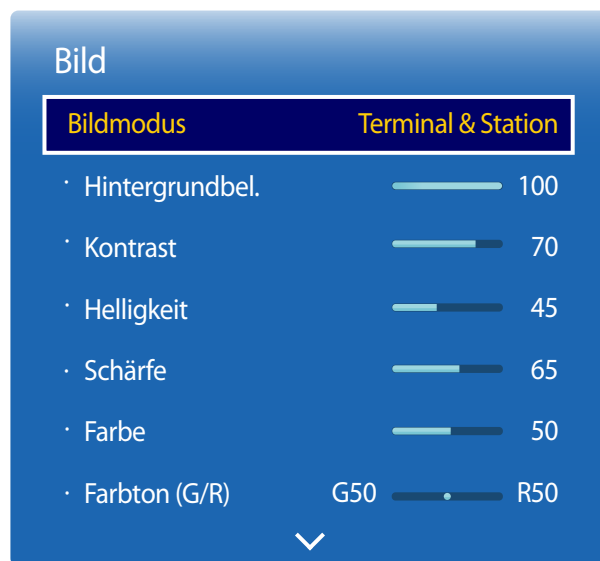 Bild
Bildmodus Terminal & Station
· Hintergrundbel. 100
· Kontrast 70
· Helligkeit 45
· Schärfe 65
· Farbe 50
· Farbton (G/R) G50 R50